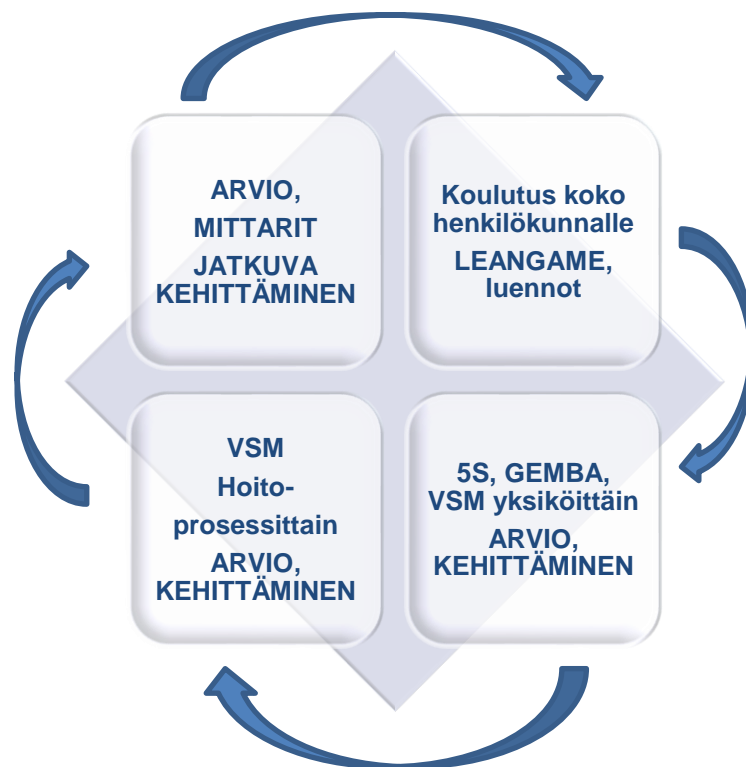 ARVIO,
MITTARIT
JATKUVA
KEHITTÄMINEN
Koulutus koko
henkilökunnalle
LEANGAME,
luennot
VSM
Hoito-
prosessittain
ARVIO,
KEHITTÄMINEN
5S, GEMBA,
VSM yksiköittäin
ARVIO,
KEHITTÄMINEN